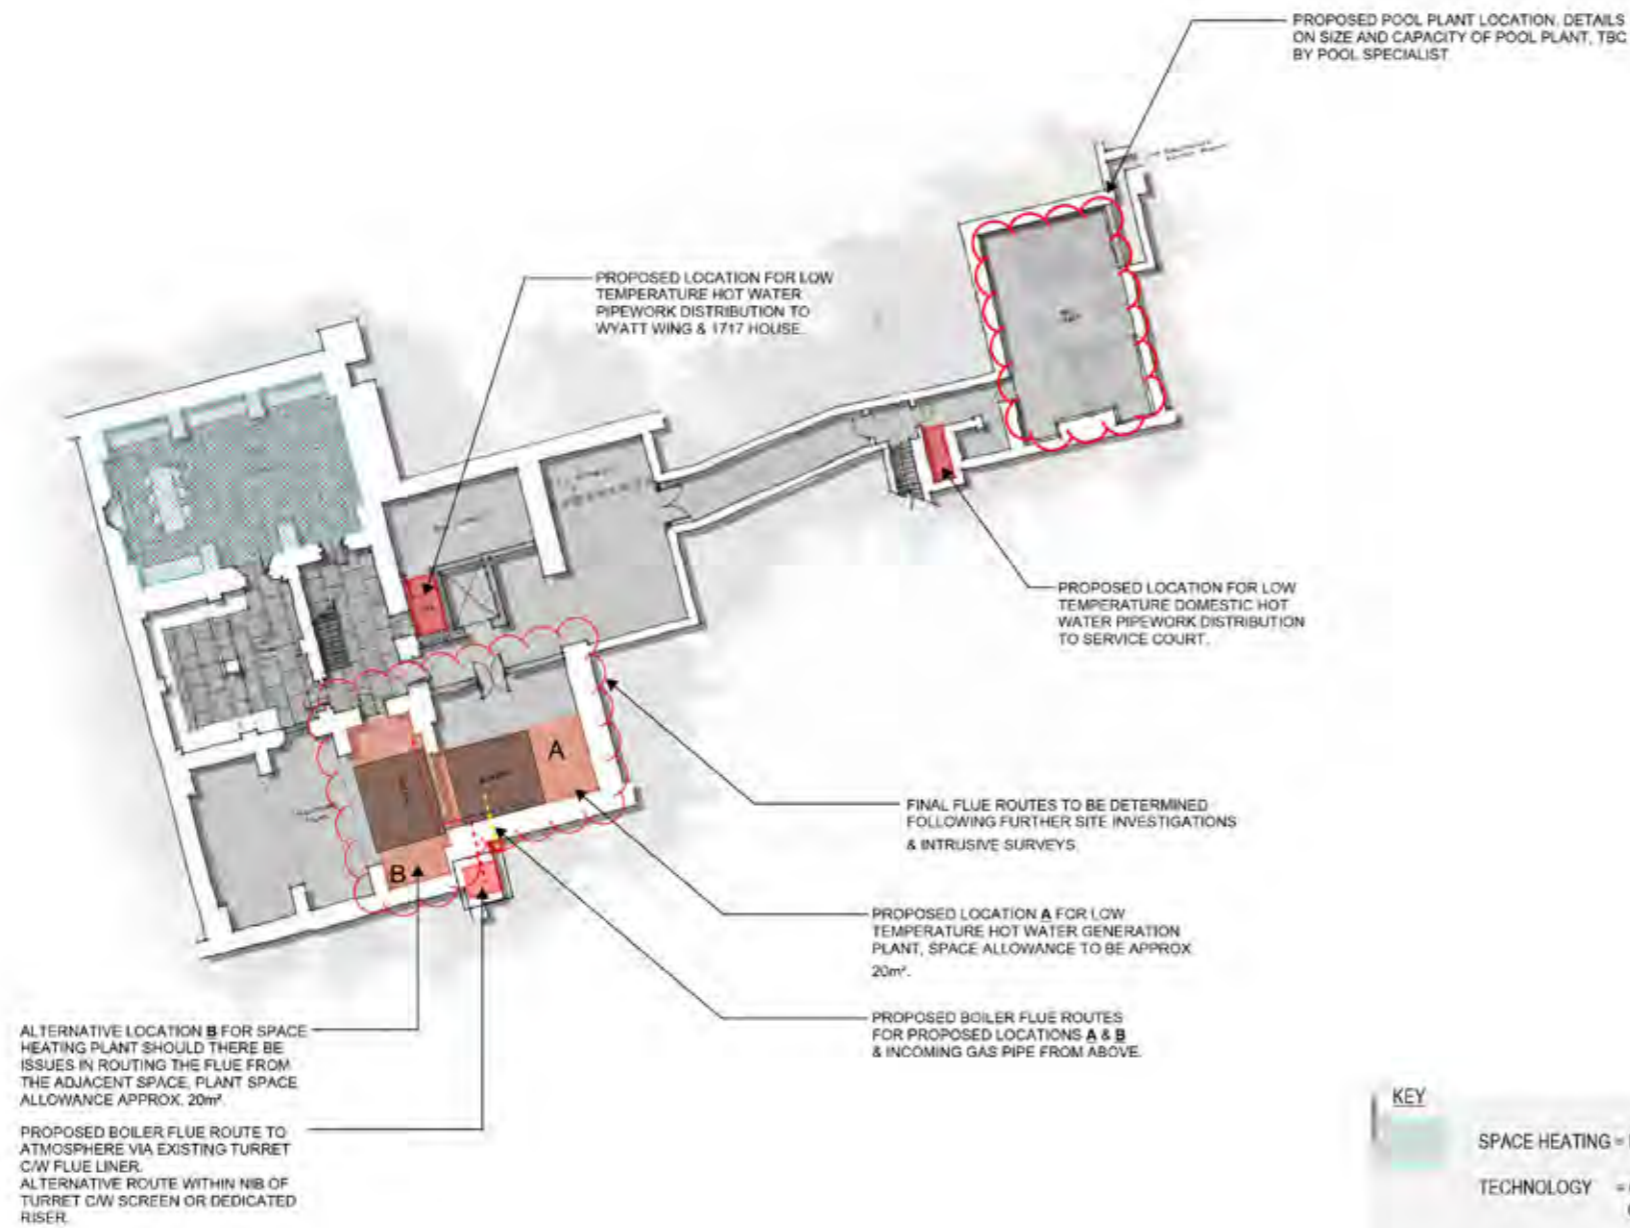 PROPOSED POOL PLANT LOCATION, DETAILS
ON SIZE AND CAPACITY OF POOL PLANT, TBC
BY POOL SPECIALIST
PROPOSED LOCATION FOR LOW
TEMPERATURE HOT WATER
PIPEWORK DISTRIBUTION TO
WYATT WING & 1717 HOUSE.
PROPOSED LOCATION FOR LOW
TEMPERATURE DOMESTIC HOT
WATER PIPEWORK DISTRIBUTION
TO SERVICE COURT.
A
B
FINAL FLUE ROUTES TO BE DETERMINED
FOLLOWING FURTHER SITE INVESTIGATIONS
& INTRUSIVE SURVEYS
PROPOSED LOCATION A FOR LOW
TEMPERATURE HOT WATER GENERATION
PLANT, SPACE ALLOWANCE TO BE APPROX
20m².
PROPOSED BOILER FLUE ROUTES
FOR PROPOSED LOCATIONS A & B
& INCOMING GAS PIPE FROM ABOVE.
ALTERNATIVE LOCATION B FOR SPACE
HEATING PLANT SHOULD THERE BE
ISSUES IN ROUTING THE FLUE FROM
THE ADJACENT SPACE, PLANT SPACE
ALLOWANCE APPROX. 20m².
PROPOSED BOILER FLUE ROUTE TO
ATMOSPHERE VIA EXISTING TURRET
C/W FLUE LINER.
ALTERNATIVE ROUTE WITHIN NIB OF
TURRET C/W SCREEN OR DEDICATED
RISER.
KEY
SPACE HEATING =
TECHNOLOGY =